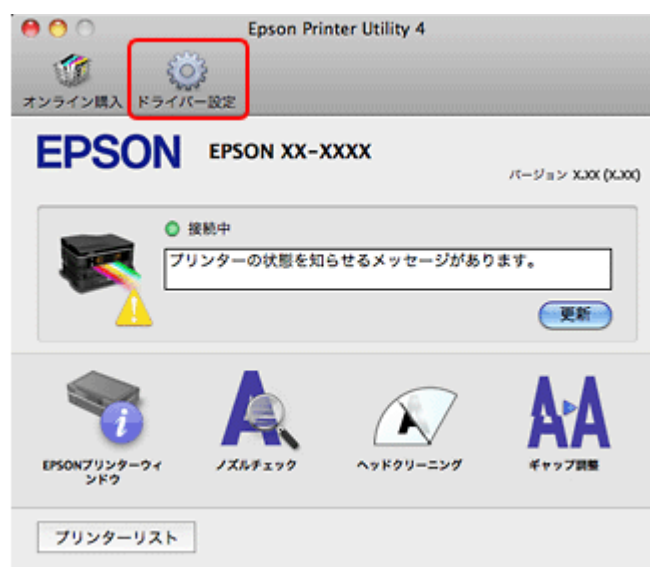 Epson Printer Utility 4
オンライン購入 ドライバー設定
EPSON EPSON XX-XXXX
バージョン X.XX (X.XX)
接続中
プリンターの状態を知らせるメッセージがあります。
更新
EPSONプリンターウィ
ンドウ
ノズルチェック
ヘッドクリーニング
ギャップ調整
プリンターリスト